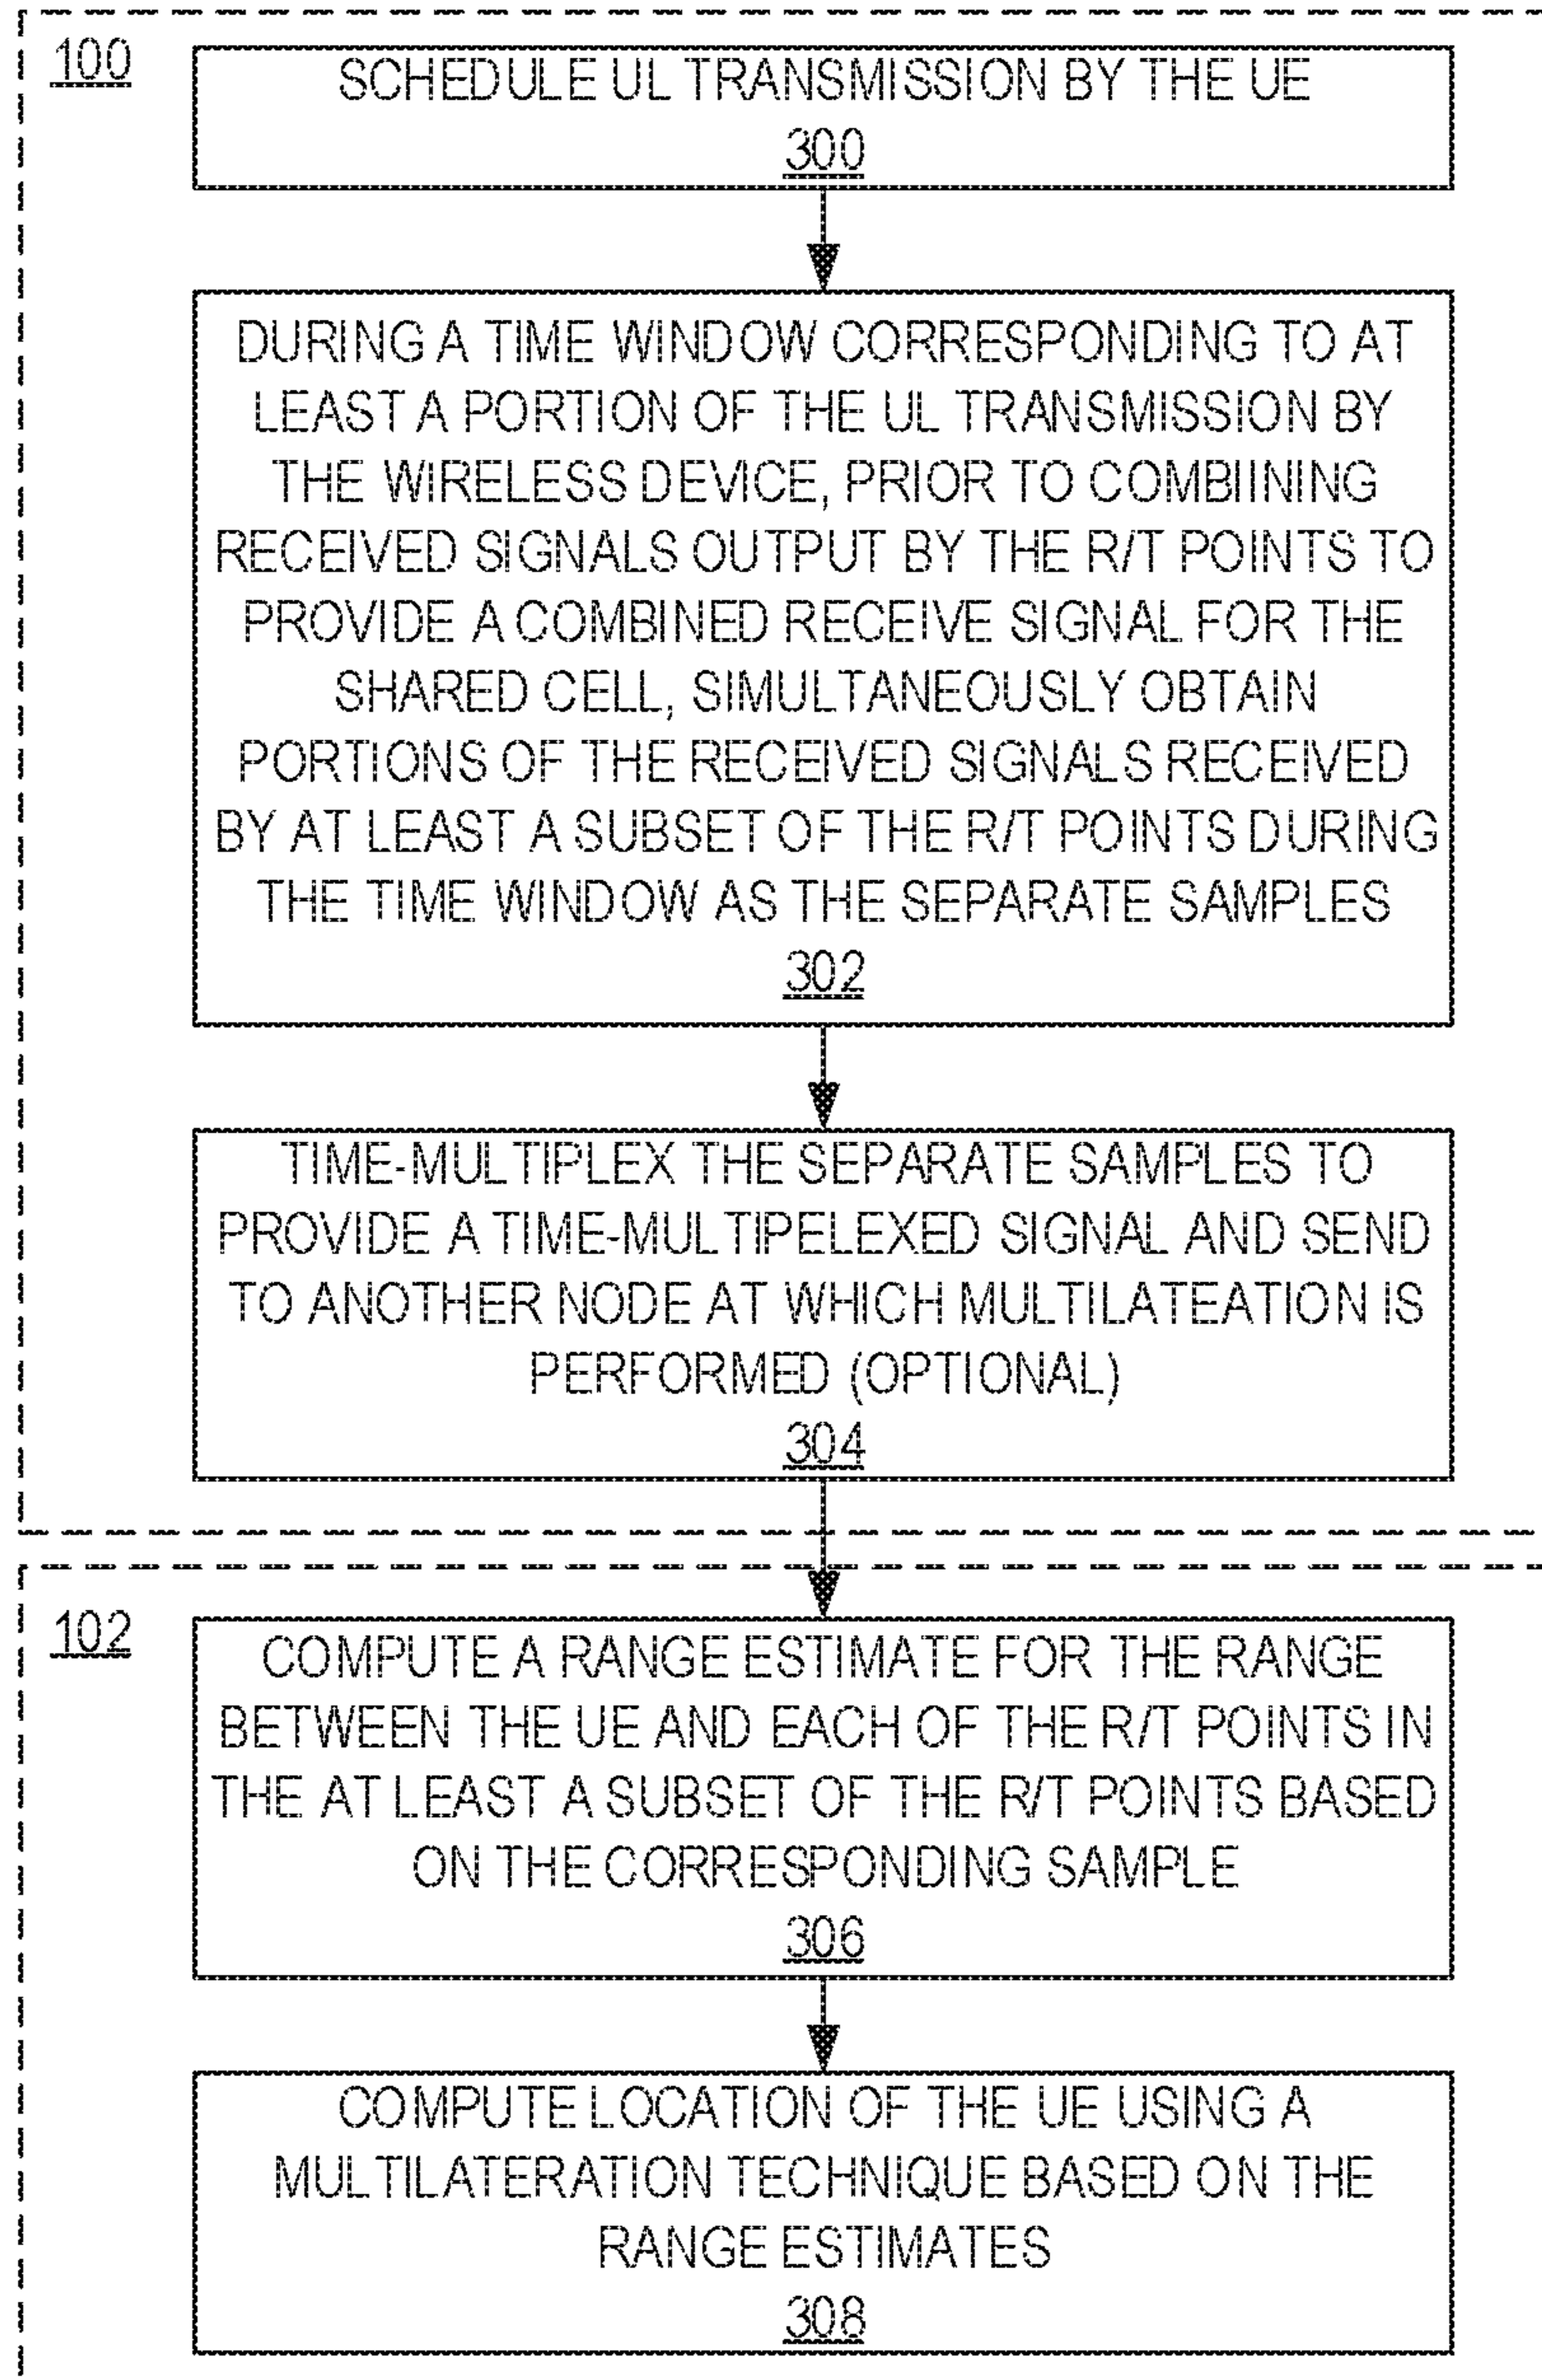 100
SCHEDULE UL TRANSMISSION BY THE UE
300
DURING A TIME WINDOW CORRESPONDING TO AT
LEAST A PORTION OF THE UL TRANSMISSION BY
THE WIRELESS DEVICE, PRIOR TO COMBIINING
RECEIVED SIGNALS OUTPUT BY THE R/T POINTS TO
PROVIDE A COMBINED RECEIVE SIGNAL FOR THE
SHARED CELL, SIMULTANEOUSLY OBTAIN
PORTIONS OF THE RECEIVED SIGNALS RECEIVED
BY AT LEAST A SUBSET OF THE R/T POINTS DURING
THE TIME WINDOW AS THE SEPARATE SAMPLES
302
TIME-MULTIPLEX THE SEPARATE SAMPLES TO
PROVIDE A TIME-MULTIPELEXED SIGNAL AND SEND
TO ANOTHER NODE AT WHICH MULTILATEATION IS
PERFORMED (OPTIONAL)
304
102
COMPUTE A RANGE ESTIMATE FOR THE RANGE
BETWEEN THE UE AND EACH OF THE R/T POINTS IN
THE AT LEAST A SUBSET OF THE R/T POINTS BASED
ON THE CORRESPONDING SAMPLE
306
COMPUTE LOCATION OF THE UE USING A
MULTILATERATION TECHNIQUE BASED ON THE
RANGE ESTIMATES
308